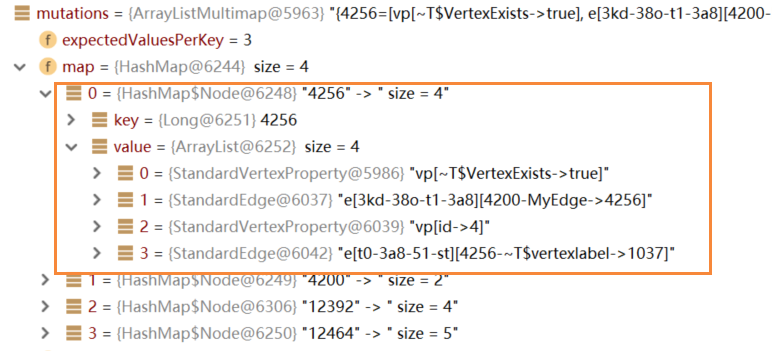 mutations = {ArrayListMultimap@5963} "{4256=[vp[~T$VertexExists->true], e[3kd-38o-t1-3a8][4200-
f expectedValuesPerKey = 3
f map = {HashMap@6244} size = 4
0 = {HashMap$Node@6248} "4256" -> " size = 4"
key = {Long@6251} 4256
value = {ArrayList@6252} size = 4
0 = {StandardVertexProperty@5986} "vp[~T$VertexExists->true]"
1 = {StandardEdge@6037} "e[3kd-38o-t1-3a8][4200-MyEdge->4256]"
2 = {StandardVertexProperty@6039} "vp[id->4]"
3 = {StandardEdge@6042} "e[t0-3a8-51-st][4256-~T$vertexlabel->1037]"
1 = {HashMap$Node@6249} "4200" -> " size = 2"
2 = {HashMap$Node@6306} "12392" -> " size = 4"
3 = {HashMap$Node@6250} "12464" -> " size = 5"